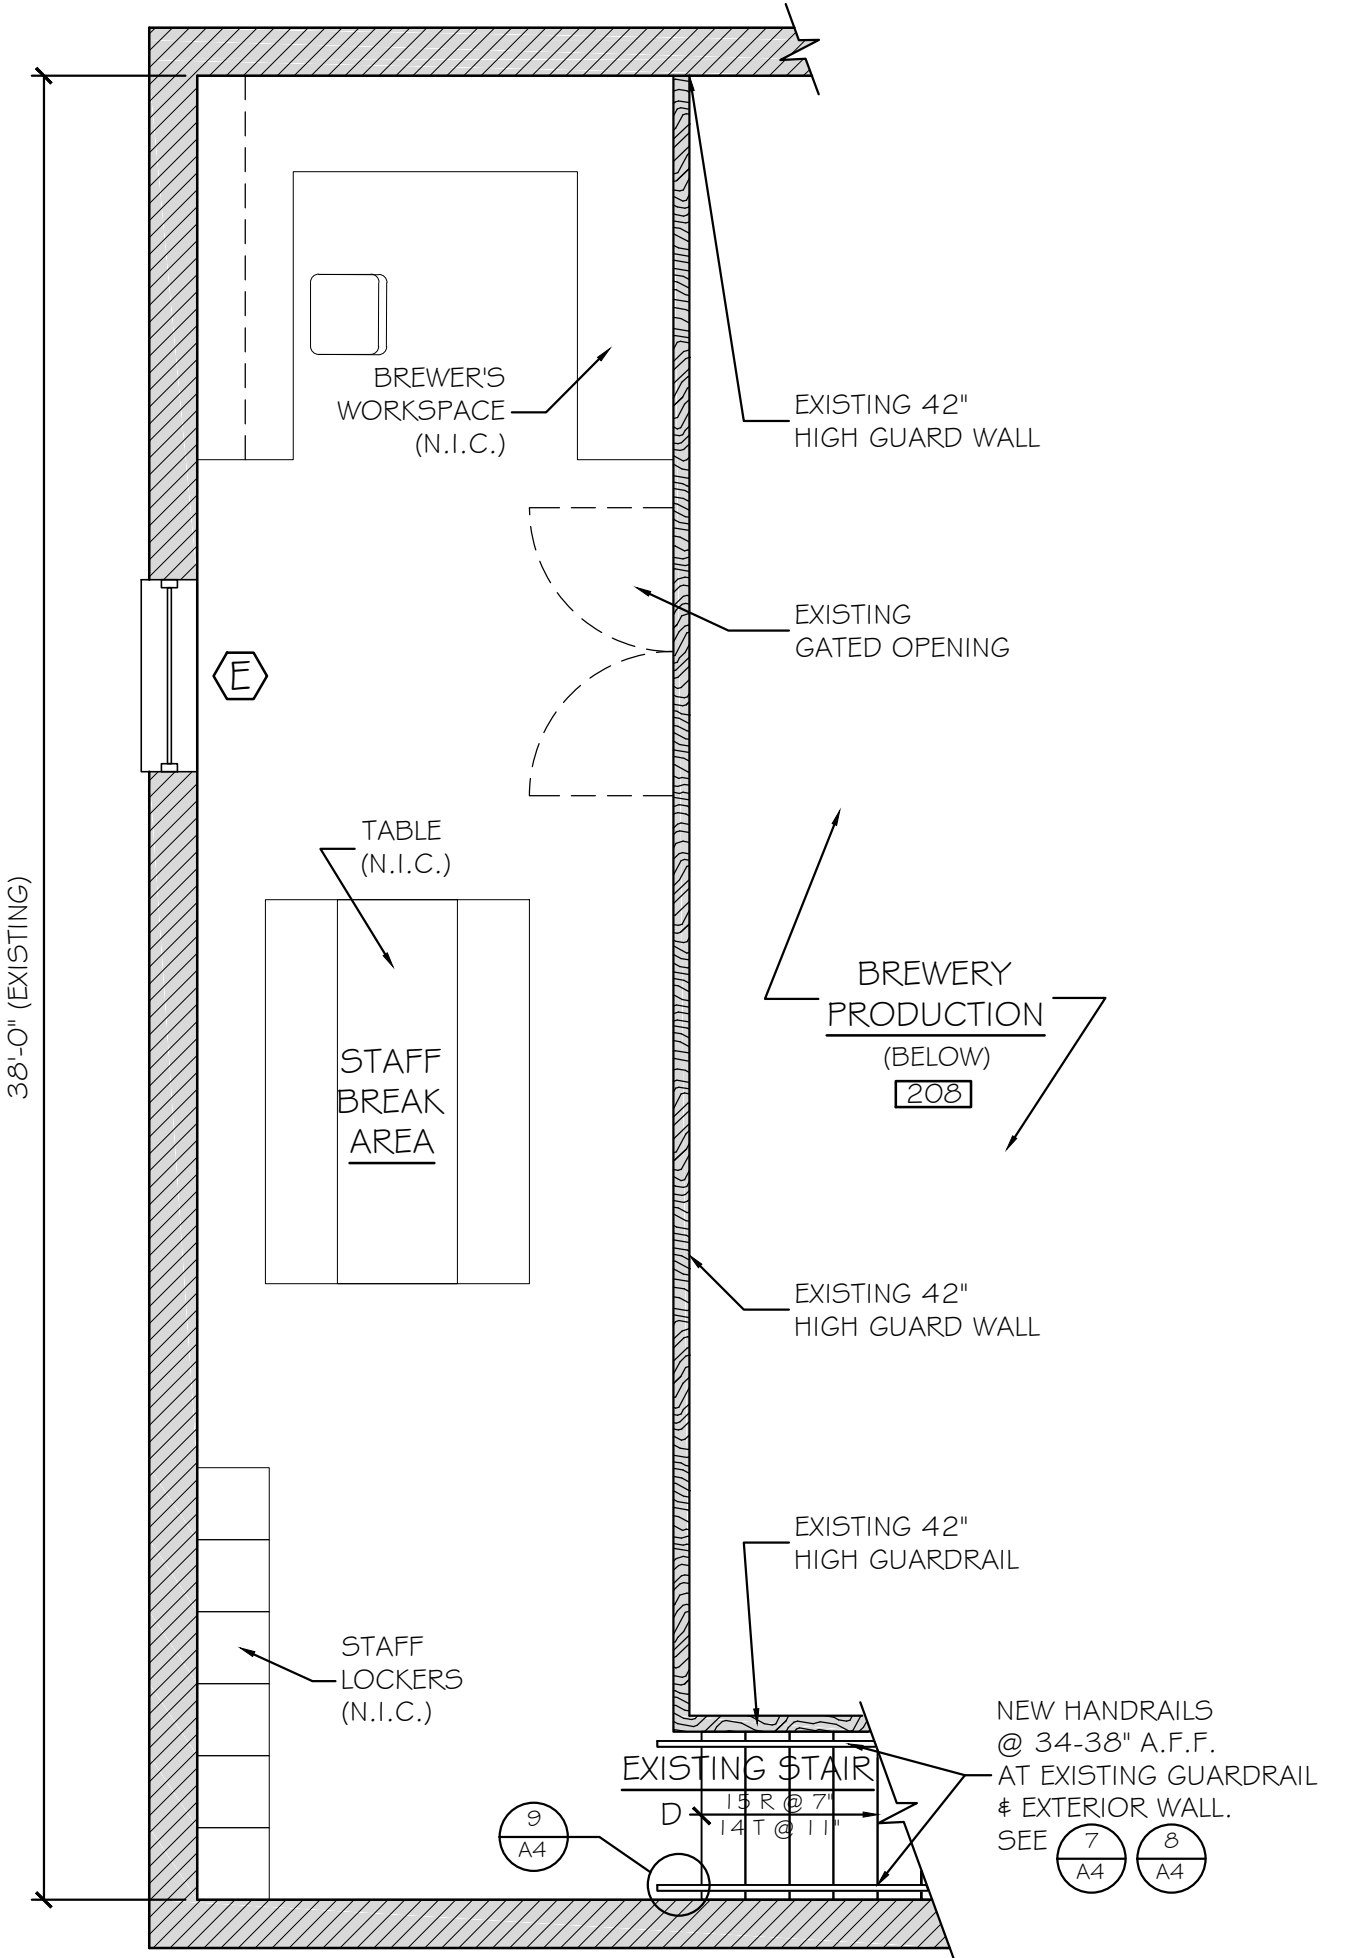 BREWER'S
WORKSPACE
(N.I.C.)
EXISTING 42"
HIGH GUARD WALL
EXISTING
GATED OPENING
E
TABLE
(N.I.C.)
38'-0" (EXISTING)
BREWERY
PRODUCTION
(BELOW)
208
STAFF
BREAK
AREA
EXISTING 42"
HIGH GUARD WALL
EXISTING 42"
HIGH GUARDRAIL
STAFF
LOCKERS
(N.I.C.)
NEW HANDRAILS
@ 34-38" A.F.F.
AT EXISTING GUARDRAIL
& EXTERIOR WALL.
SEE 7 A4 8 A4
EXISTING STAIR
D 15 R @ 7"
14 T @ 11"
9
A4